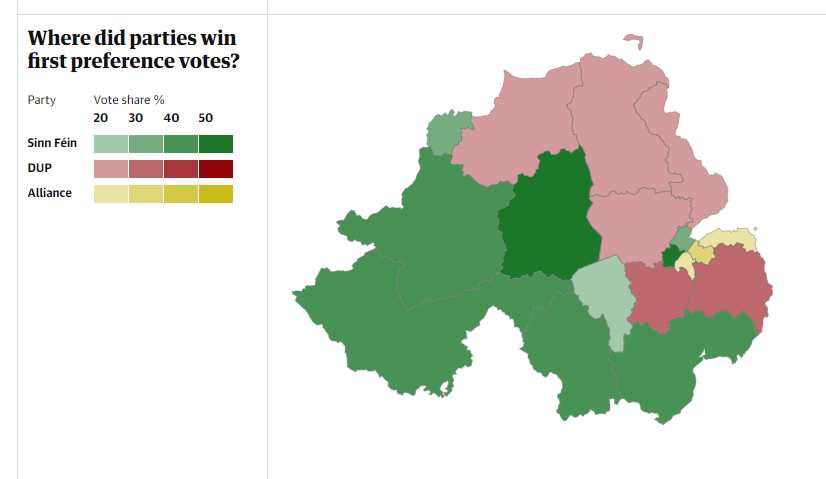 Where did parties win
first preference votes?
Party Vote share %
20 30 40 50
Sinn Féin
DUP
Alliance